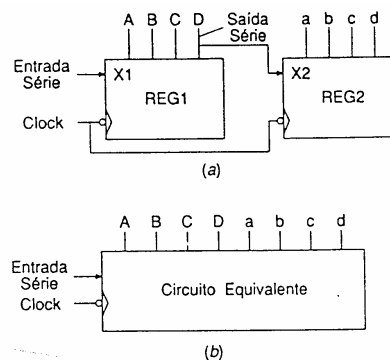 A B C D Saída Série a b c d
Entrada Série X1 X2
REG1 REG2
Clock
(a)
A B C D a b c d
Entrada Série
Circuito Equivalente
Clock
(b)